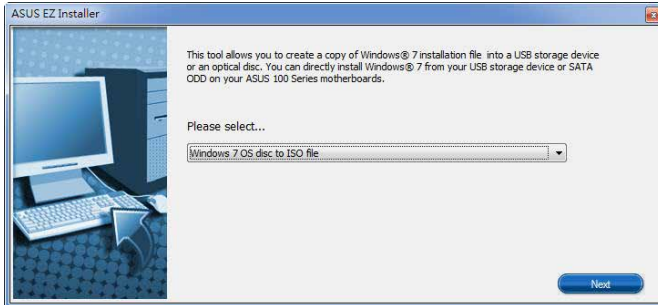 ASUS EZ Installer
This tool allows you to create a copy of Windows® 7 installation file into a USB storage device
or an optical disc. You can directly install Windows® 7 from your USB storage device or SATA
ODD on your ASUS 100 Series motherboards.
Please select...
Windows 7 OS disc to ISO file
Next